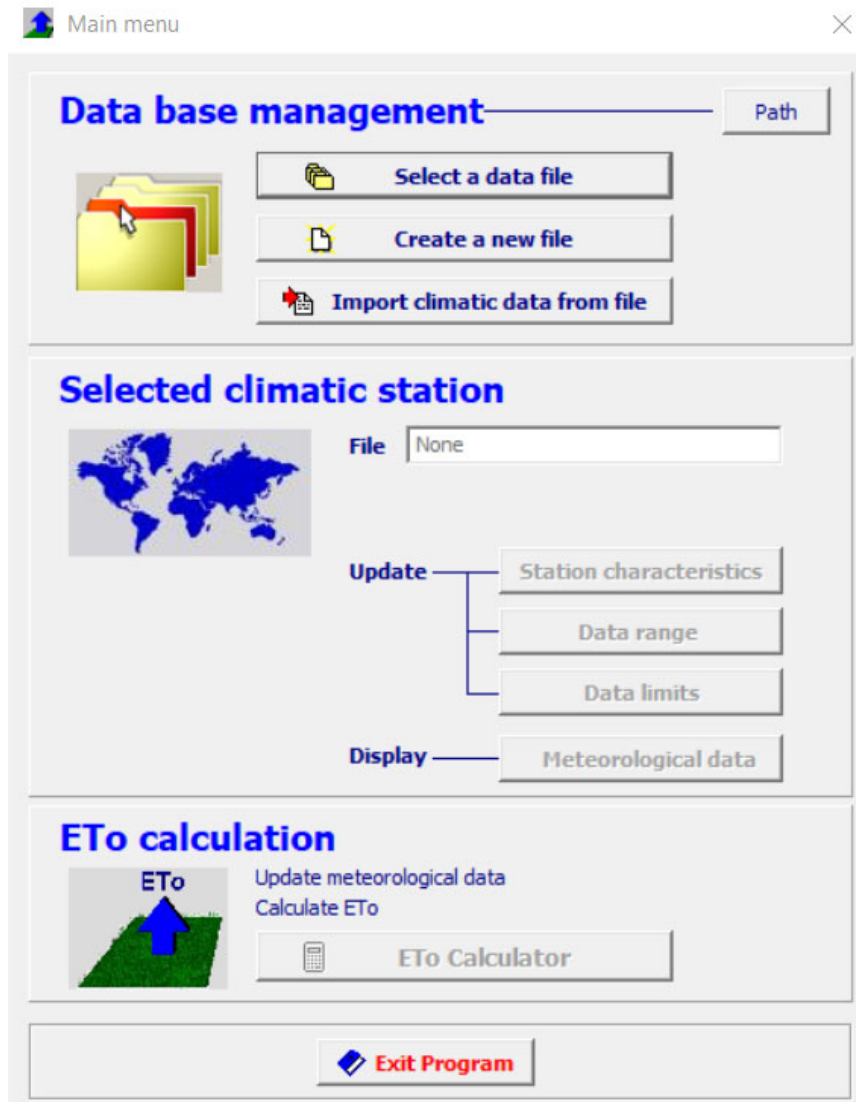 Main menu
Data base management
Path
Select a data file
Create a new file
Import climatic data from file
Selected climatic station
File None
Update
Station characteristics
Data range
Data limits
Display
Meteorological data
ETo calculation
ETo
Update meteorological data
Calculate ETo
ETo Calculator
Exit Program